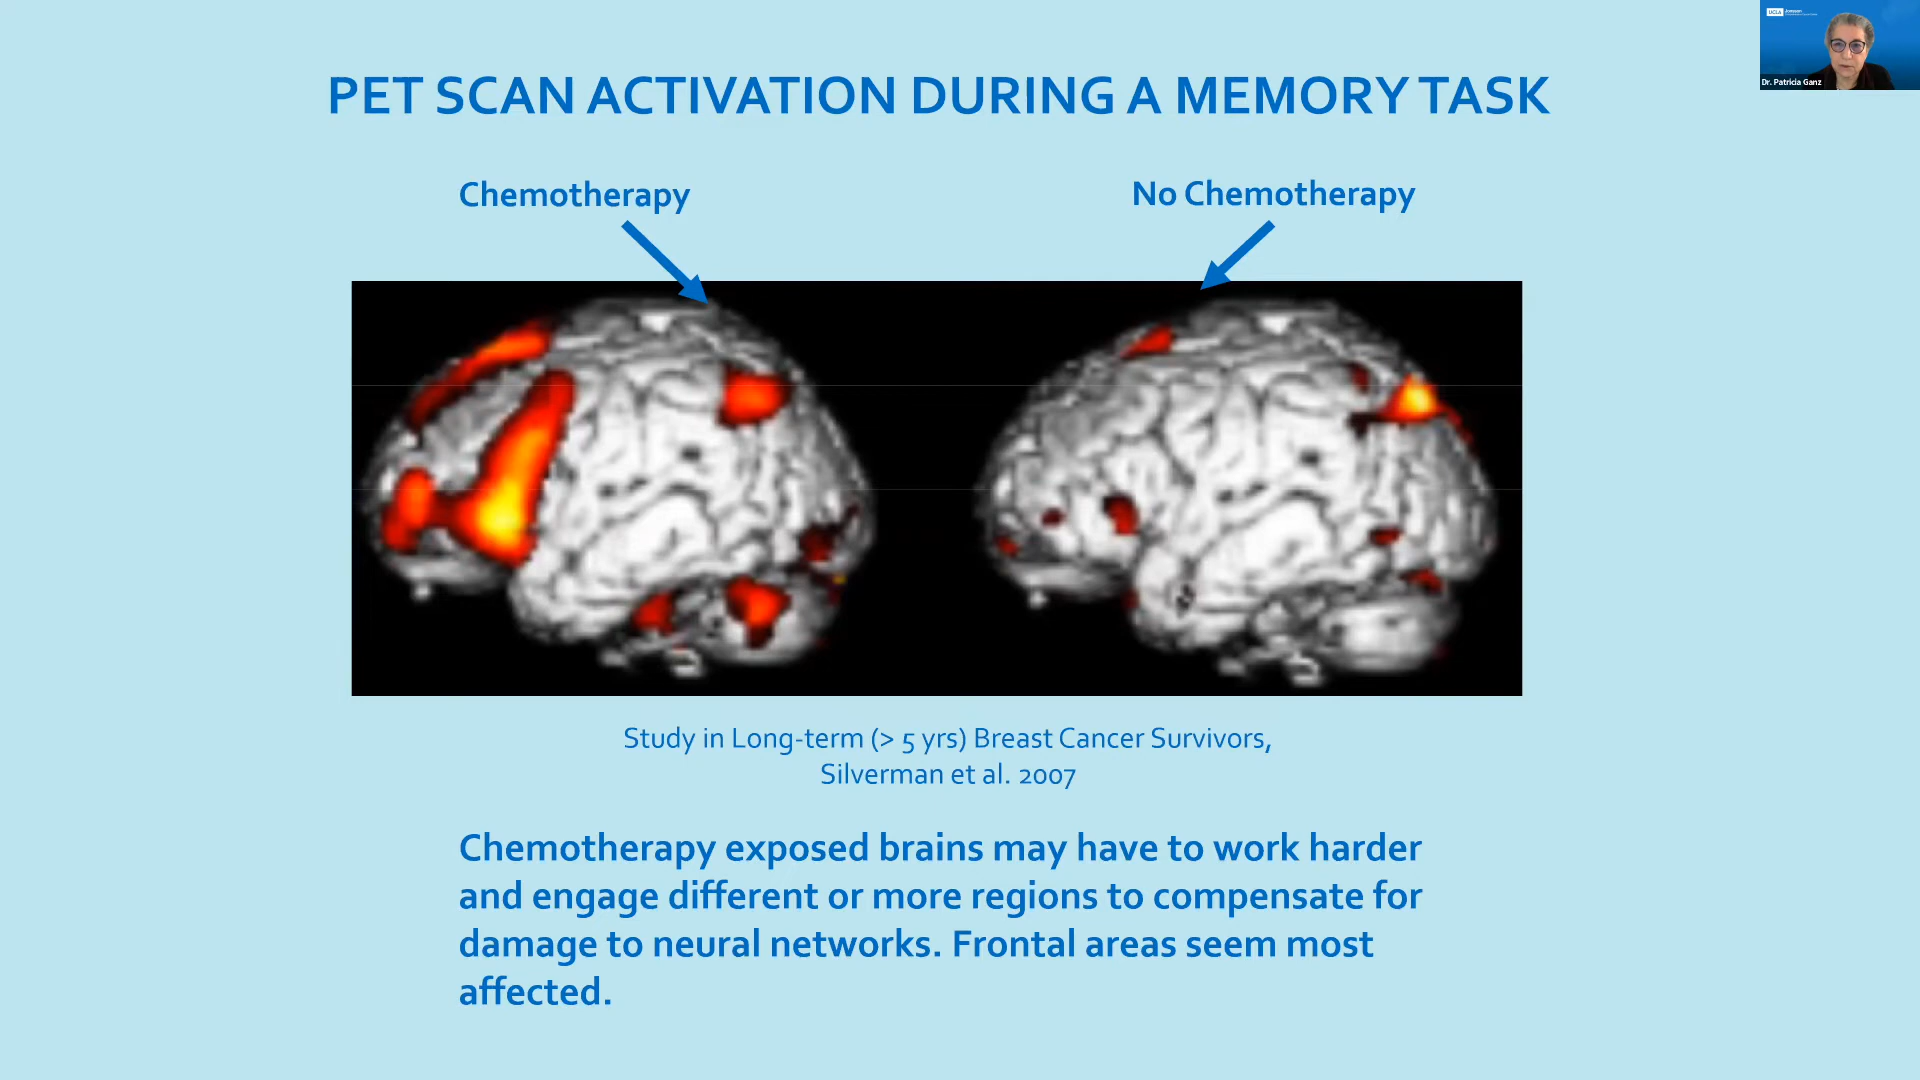 UCLA Jonsson
Dr. Patricia Ganz
PET SCAN ACTIVATION DURING A MEMORY TASK
Chemotherapy
No Chemotherapy
Study in Long-term (> 5 yrs) Breast Cancer Survivors,
Silverman et al. 2007
Chemotherapy exposed brains may have to work harder
and engage different or more regions to compensate for
damage to neural networks. Frontal areas seem most
affected.